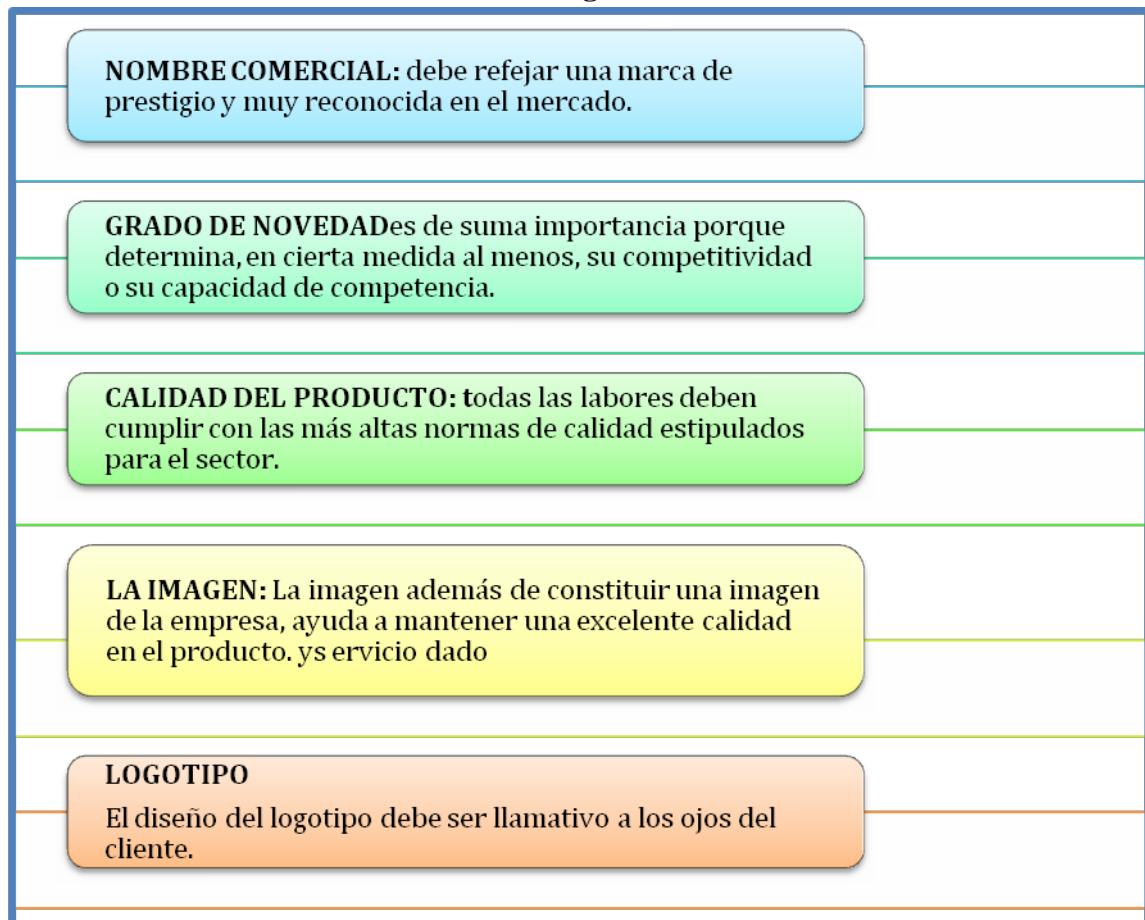 NOMBRE COMERCIAL: debe refejar una marca de
prestigio y muy reconocida en el mercado.
GRADO DE NOVEDADes de suma importancia porque
determina, en cierta medida al menos, su competitividad
o su capacidad de competencia.
CALIDAD DEL PRODUCTO: todas las labores deben
cumplir con las más altas normas de calidad estipulados
para el sector.
LA IMAGEN: La imagen además de constituir una imagen
de la empresa, ayuda a mantener una excelente calidad
en el producto. ys ervicio dado
LOGOTIPO
El diseño del logotipo debe ser llamativo a los ojos del
cliente.